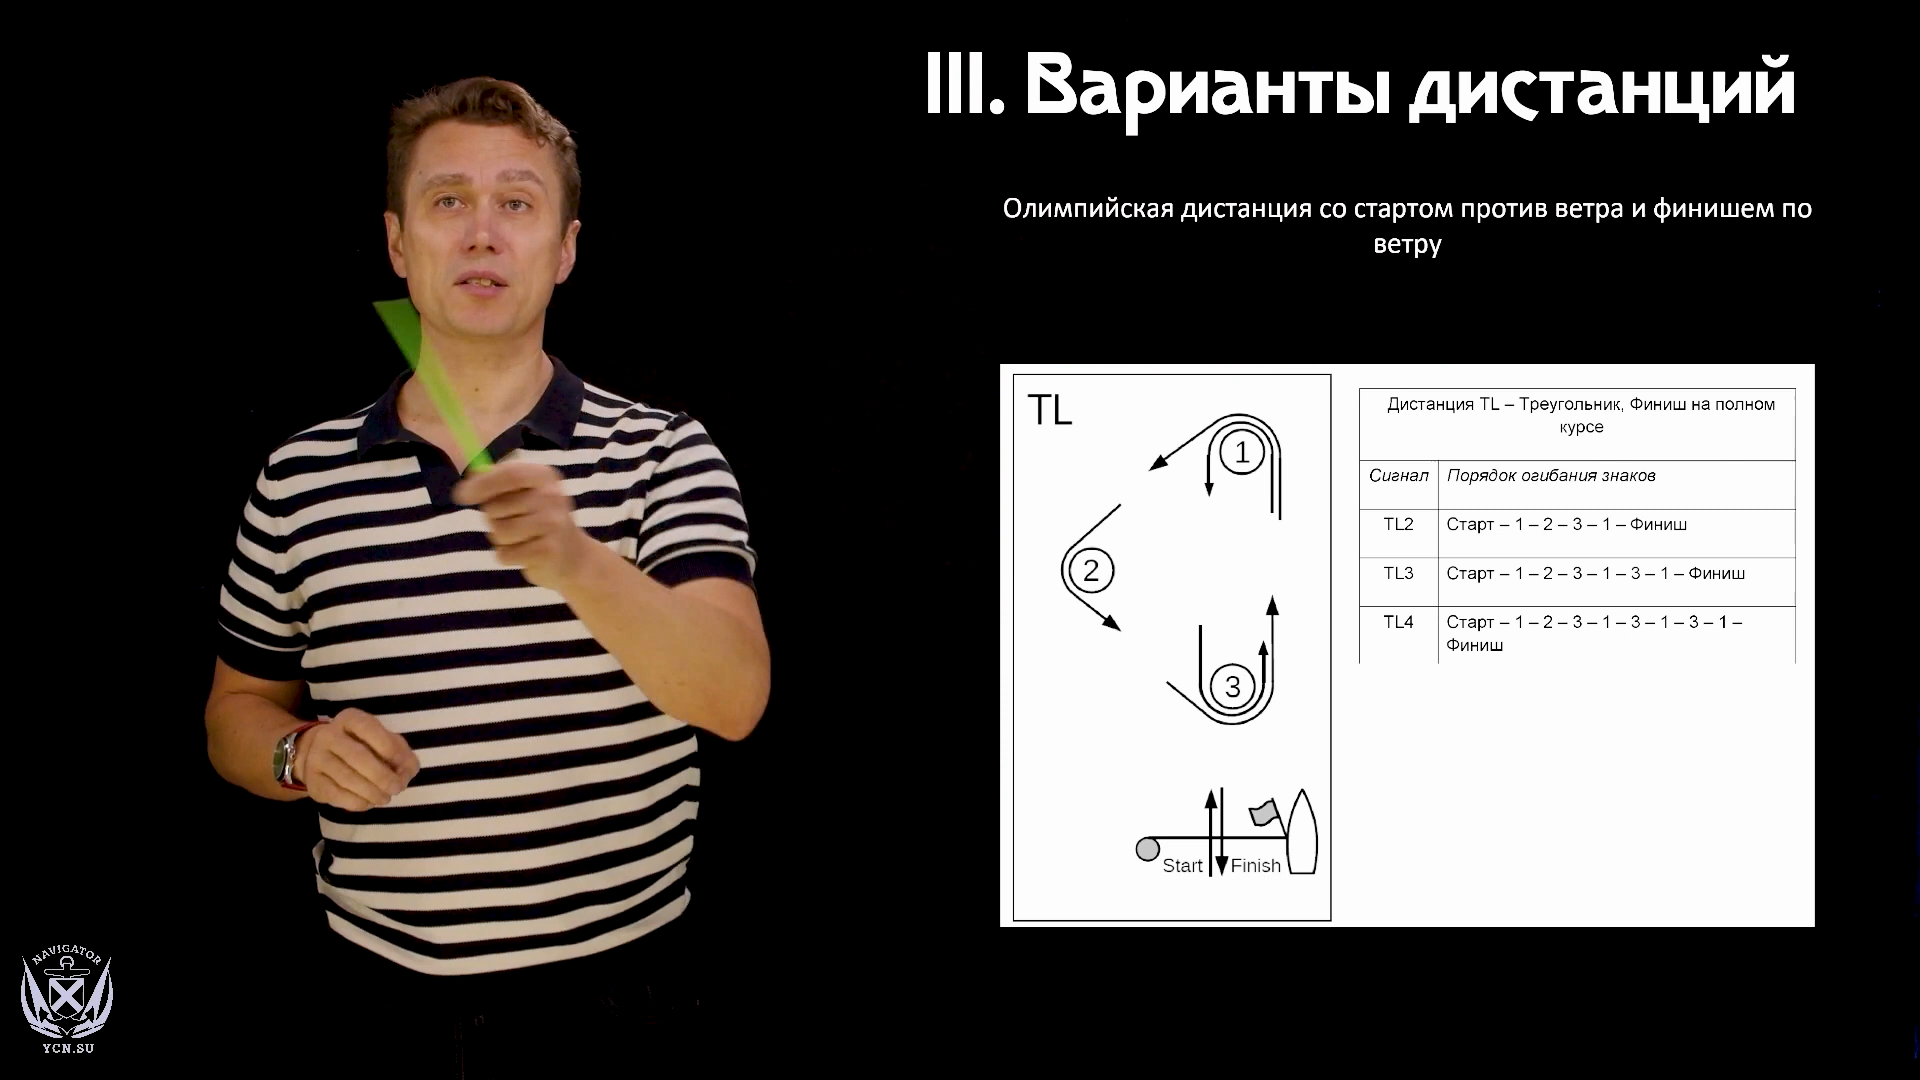 III. Варианты дистанций
Олимпийская дистанция со стартом против ветра и финишем по
ветру
TL
1
2
3
Start
Finish
Дистанция TL – Треугольник, Финиш на полном
курсе
Сигнал Порядок огибания знаков
TL2 Старт – 1 – 2 – 3 – 1 – Финиш
TL3 Старт – 1 – 2 – 3 – 1 – 3 – 1 – Финиш
TL4 Старт – 1 – 2 – 3 – 1 – 3 – 1 – 3 – 1 –
Финиш
NAVIGATOR
YCN.SU